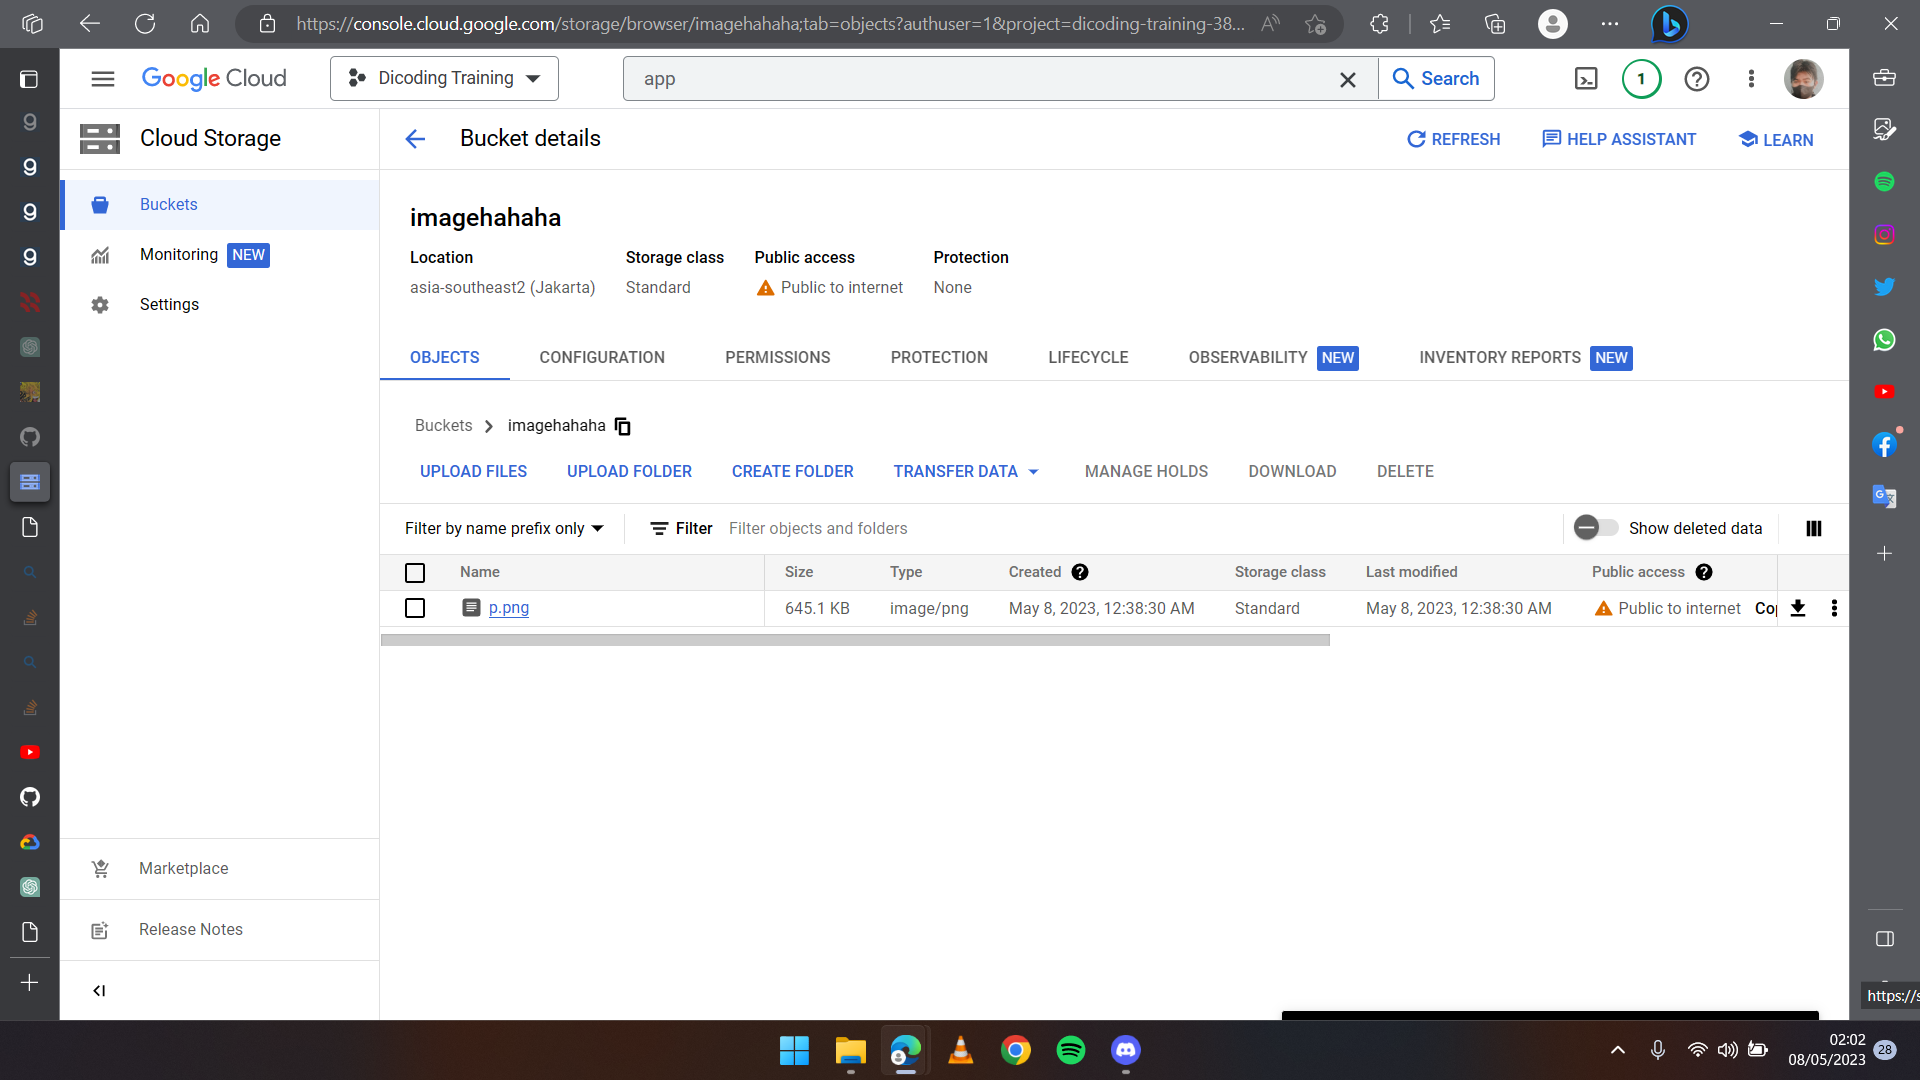 https://console.cloud.google.com/storage/browser/imagehahaha;tab=objects?authuser=1&project=dicoding-training-38...
Google Cloud
Dicoding Training
app
Search
1
Cloud Storage
Bucket details
REFRESH
HELP ASSISTANT
LEARN
Buckets
Monitoring NEW
Settings
imagehahaha
Location Storage class Public access Protection
asia-southeast2 (Jakarta) Standard Public to internet None
OBJECTS CONFIGURATION PERMISSIONS PROTECTION LIFECYCLE OBSERVABILITY NEW INVENTORY REPORTS NEW
Buckets imagehahaha
UPLOAD FILES UPLOAD FOLDER CREATE FOLDER TRANSFER DATA MANAGE HOLDS DOWNLOAD DELETE
Filter by name prefix only Filter Filter objects and folders Show deleted data
Name Size Type Created Storage class Last modified Public access
p.png 645.1 KB image/png May 8, 2023, 12:38:30 AM Standard May 8, 2023, 12:38:30 AM Public to internet
Marketplace
Release Notes
https://s
02:02
08/05/2023
28